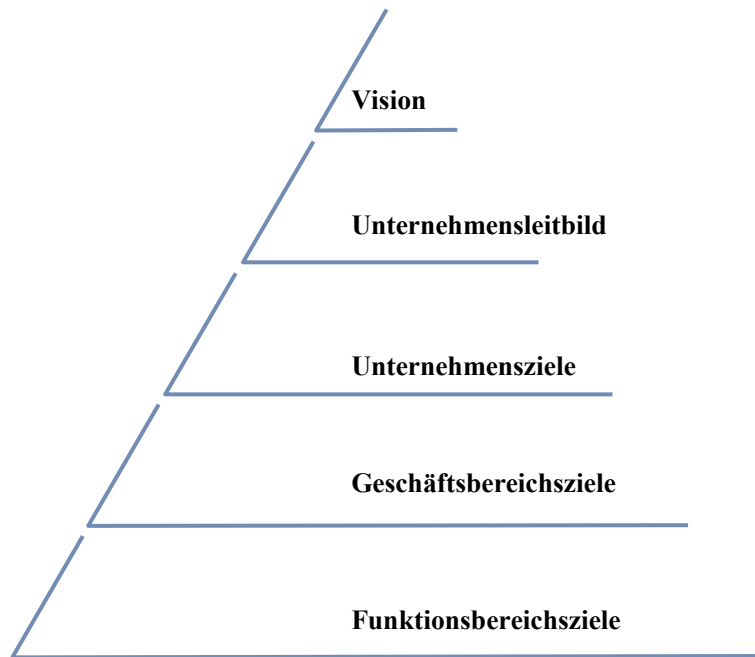 Vision
Unternehmensleitbild
Unternehmensziele
Geschäftsbereichsziele
Funktionsbereichsziele